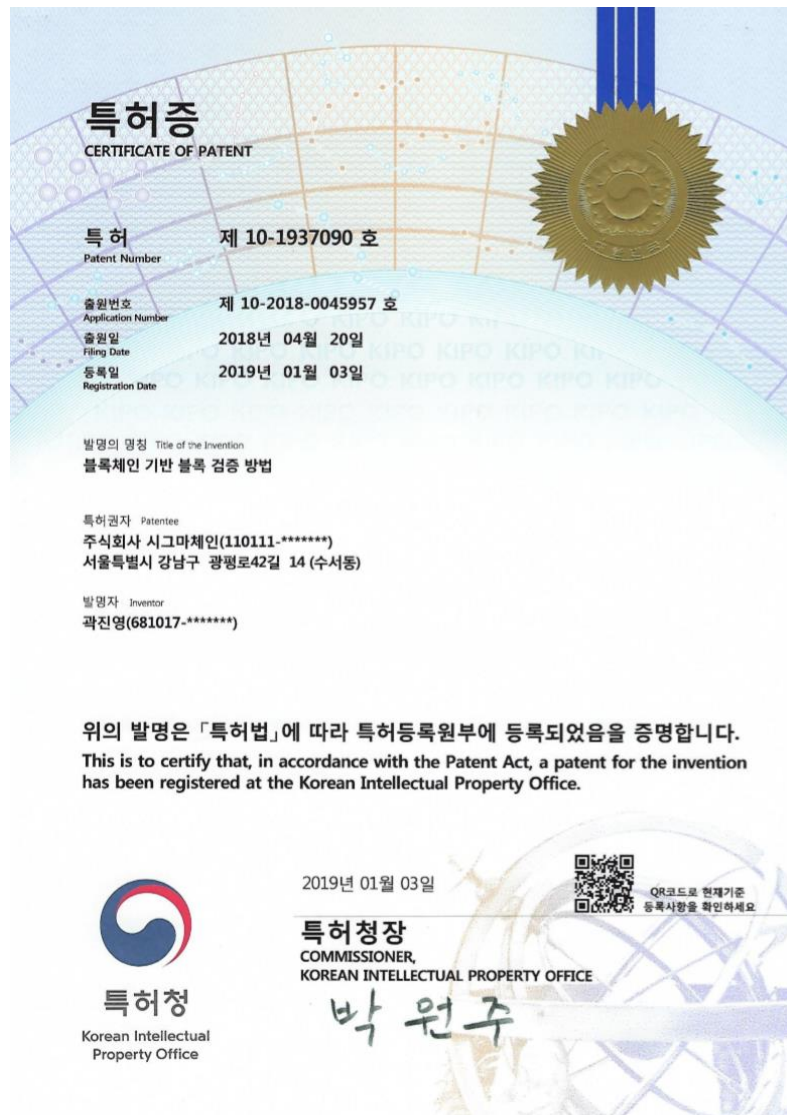 특허증
CERTIFICATE OF PATENT
특 허 제 10-1937090 호
Patent Number
출원번호 제 10-2018-0045957 호
Application Number
출원일 2018년 04월 20일
Filing Date
등록일 2019년 01월 03일
Registration Date
발명의 명칭 Title of the Invention
블록체인 기반 블록 검증 방법
특허권자 Patentee
주식회사 시그마체인(110111-*******)
서울특별시 강남구 광평로42길 14 (수서동)
발명자 Inventor
곽진영(681017-*******)
위의 발명은 「특허법」에 따라 특허등록원부에 등록되었음을 증명합니다.
This is to certify that, in accordance with the Patent Act, a patent for the invention
has been registered at the Korean Intellectual Property Office.
2019년 01월 03일
QR코드로 현재기준
등록사항을 확인하세요
특허청장
COMMISSIONER,
KOREAN INTELLECTUAL PROPERTY OFFICE
박 원 주
특허청
Korean Intellectual
Property Office